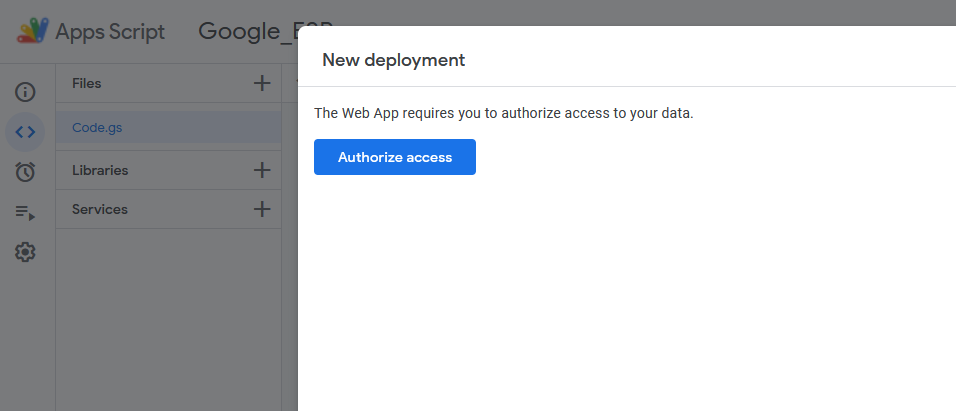 Apps Script
New deployment
Files
The Web App requires you to authorize access to your data.
Code.gs
Authorize access
Libraries
Services